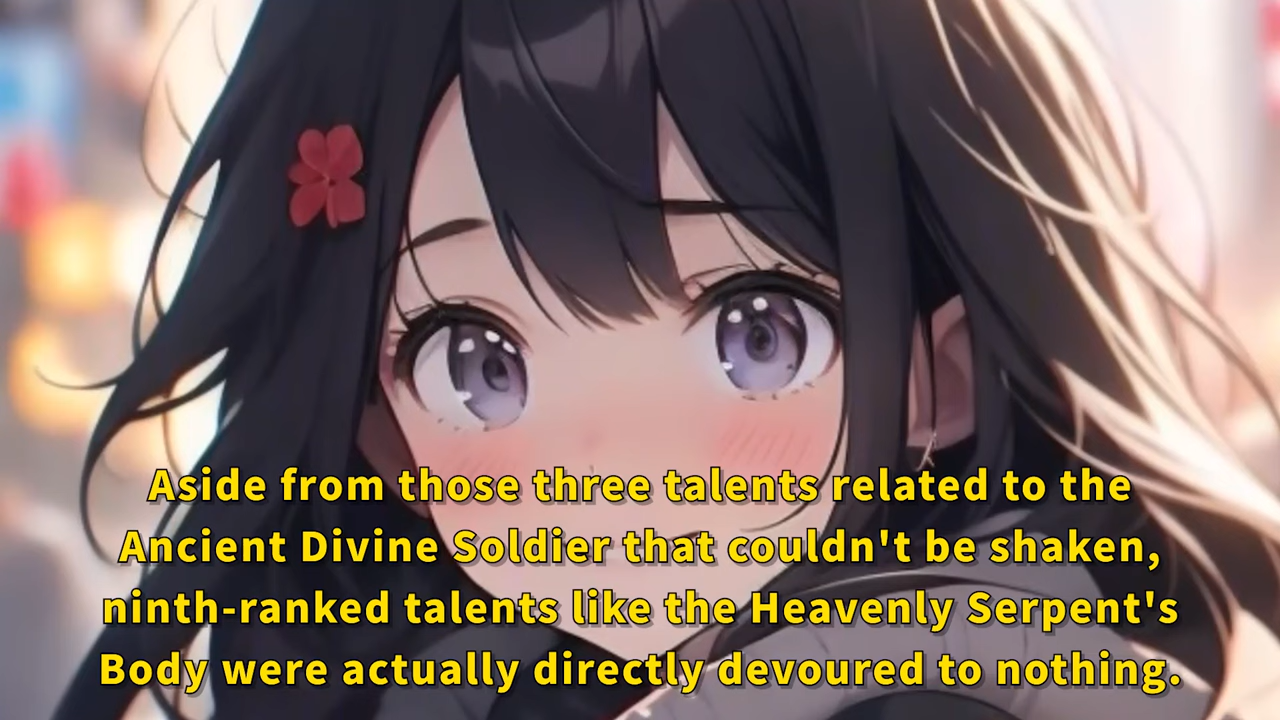 Aside from those three talents related to the
Ancient Divine Soldier that couldn't be shaken,
ninth-ranked talents like the Heavenly Serpent's
Body were actually directly devoured to nothing.